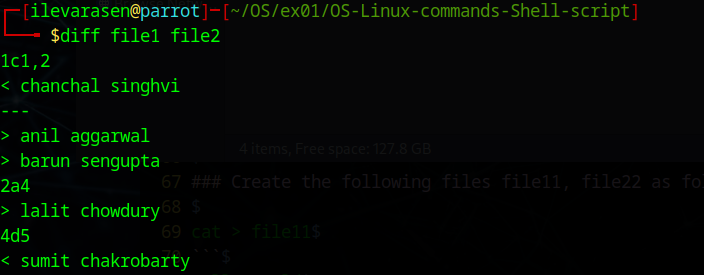 ┌─[ilevarasen@parrot]─[~/OS/ex01/OS-Linux-commands-Shell-script]
└──╼ $diff file1 file2
1c1,2
< chanchal singhvi
---
> anil aggarwal
> barun sengupta
4 items, Free space: 127.8 GB
2a4
67 ### Create the following files file11, file22 as fo
> lalit chowdury
68 $
4d5
69 cat > file11$
< sumit chakrobarty
```$